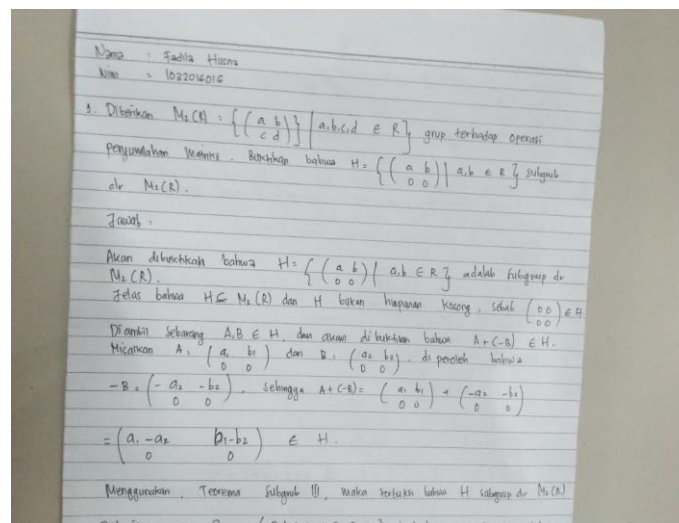 Nama : Fadila Husna
Nim : 1022016016
1. Diberikan M₂(R) = {( a b / c d )} | a,b,c,d ∈ R} grup terhadap operasi
penjumlahan Matriks. Buktikan bahwa H = {( a b / 0 0 ) | a,b ∈ R} subgrub
dr M₂(R).
Jawab :
Akan dibuktikan bahwa H = {( a b / 0 0 ) | a,b ∈ R} adalah subgroup dr
M₂(R).
Jelas bahwa H ⊆ M₂(R) dan H bukan himpunan kosong, sebab ( 0 0 / 0 0 ) ∈ H
Diambil sebarang A,B ∈ H, dan akan dibuktikan bahwa A+(-B) ∈ H.
Misalkan A = ( a₁ b₁ / 0 0 ) dan B = ( a₂ b₂ / 0 0 ), di peroleh bahwa
-B = ( -a₂ -b₂ / 0 0 ), sehingga A+(-B) = ( a₁ b₁ / 0 0 ) + ( -a₂ -b₂ / 0 0 )
= ( a₁-a₂ b₁-b₂ / 0 0 ) ∈ H.
Menggunakan Teorema Subgrub III, maka terbukti bahwa H subgroup dr M₂(R)